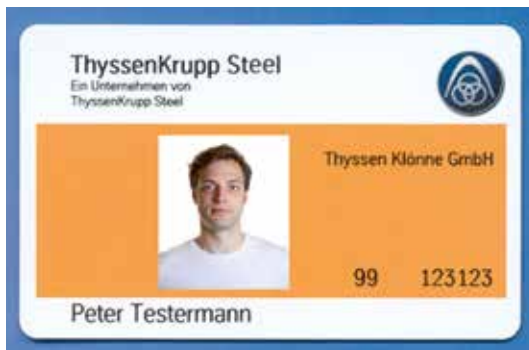 ThyssenKrupp Steel
Ein Unternehmen von
ThyssenKrupp Steel
Thyssen Klönne GmbH
99 123123
Peter Testermann